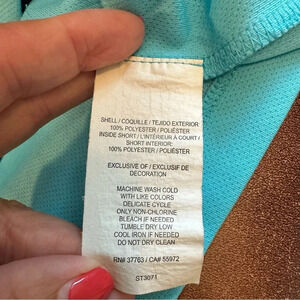 SHELL / COQUILLE / TEJIDO EXTERIOR:
100% POLYESTER / POLIÉSTER
INSIDE SHORT / L'INTÉRIEUR À COURT /
SHORT INTERIOR:
100% POLYESTER / POLIÉSTER
EXCLUSIVE OF / EXCLUSIF DE
DECORATION
MACHINE WASH COLD
WITH LIKE COLORS
DELICATE CYCLE
ONLY NON-CHLORINE
BLEACH IF NEEDED
TUMBLE DRY LOW
COOL IRON IF NEEDED
DO NOT DRY CLEAN
RN# 37763 / CA# 55972
ST3071